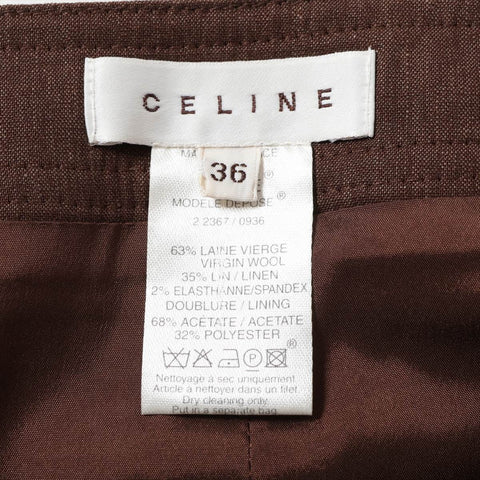 CELINE
36
MODELE DEPOSE®
2 2367 / 0936
63% LAINE VIERGE
VIRGIN WOOL
35% LIN / LINEN
2% ELASTHANNE/SPANDEX
DOUBLURE / LINING
68% ACETATE / ACETATE
32% POLYESTER
P
®
Nettoyage à sec uniquement
Article à nettoyer dans un filet
Dry cleaning only
Put in a separate bag